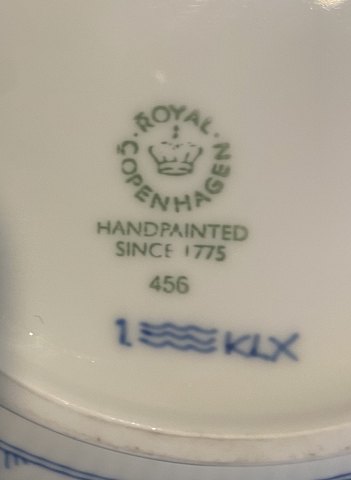 ROYAL
COPENHAGEN
HANDPAINTED
SINCE 1775
456
1 KLX